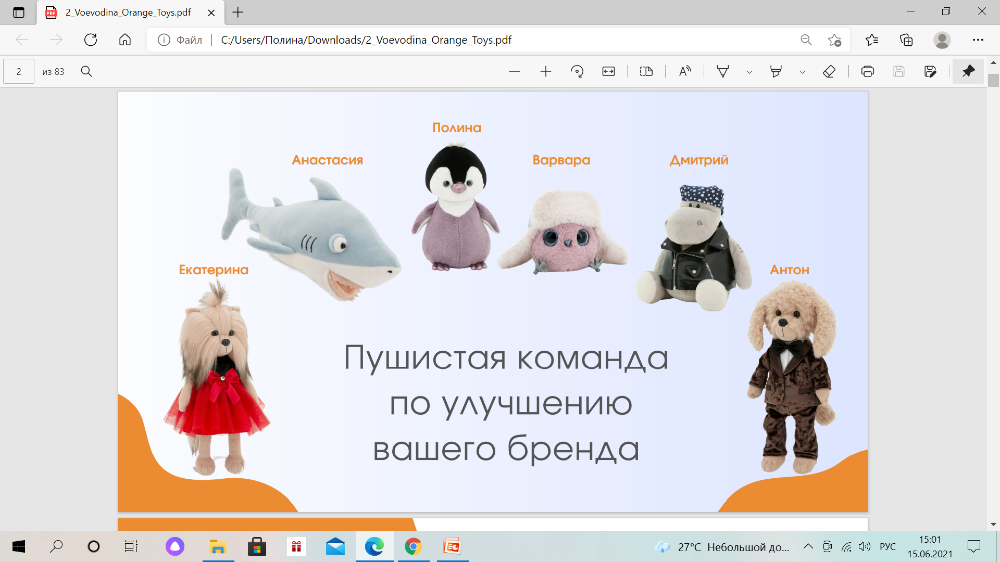 2_Voevodina_Orange_Toys.pdf
Файл
C:/Users/Полина/Downloads/2_Voevodina_Orange_Toys.pdf
2 из 83
Полина
Анастасия
Варвара
Дмитрий
Екатерина
Антон
Пушистая команда
по улучшению
вашего бренда
27°C Небольшой до...
РУС
15:01
15.06.2021